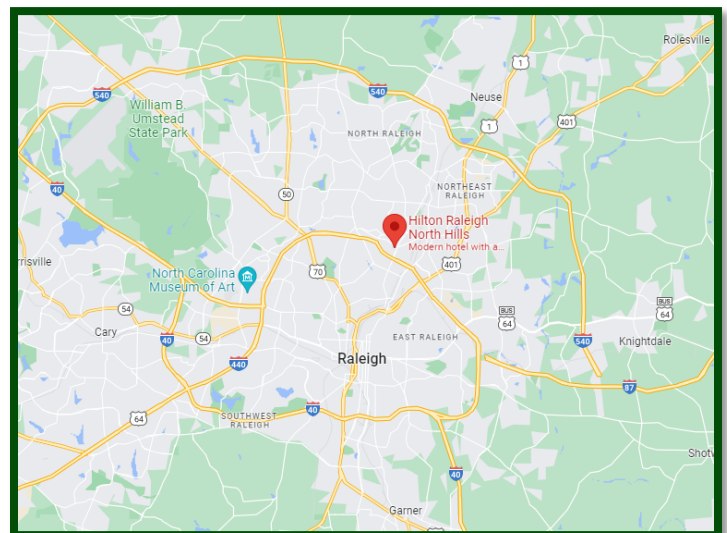 Rolesville
1
540
540
Neuse
William B.
Umstead
State Park
1
401
NORTH RALEIGH
40
50
NORTHEAST
RALEIGH
Hilton Raleigh
North Hills
Modern hotel with a...
rrisville
North Carolina
Museum of Art
70
401
54
BUS
64
BUS
64
Cary
40
54
EAST RALEIGH
540
Knightdale
440
Raleigh
87
64
SOUTHWEST
RALEIGH
40
Shotw
40
Garner